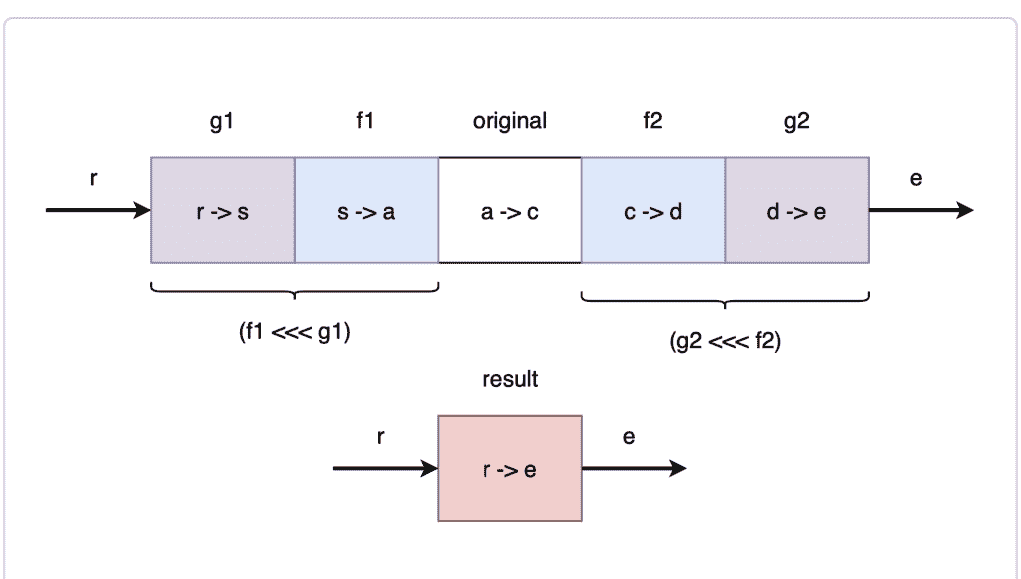 g1 f1 original f2 g2
r e
r -> s s -> a a -> c c -> d d -> e
(f1 <<< g1) (g2 <<< f2)
result
r e
r -> e